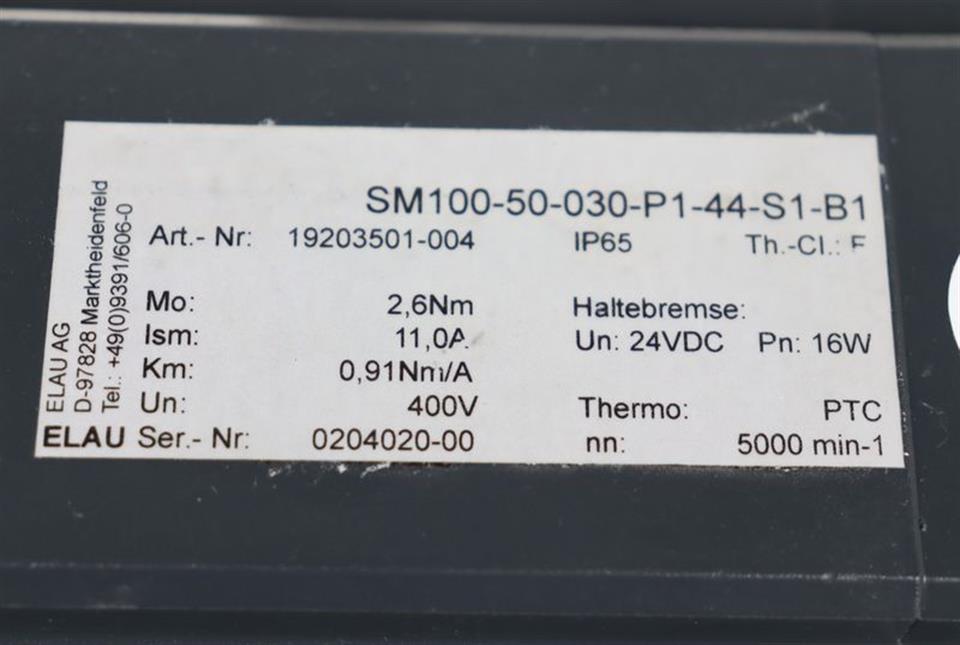 SM100-50-030-P1-44-S1-B1
Art.- Nr: 19203501-004 IP65 Th.-Cl.: F
Mo: 2,6Nm Haltebremse:
Ism: 11,0A Un: 24VDC Pn: 16W
Km: 0,91Nm/A
Un: 400V Thermo: PTC
ELAU Ser.- Nr: 0204020-00 nn: 5000 min-1
ELAU AG
D-97828 Marktheidenfeld
Tel.: +49(0)9391/606-0